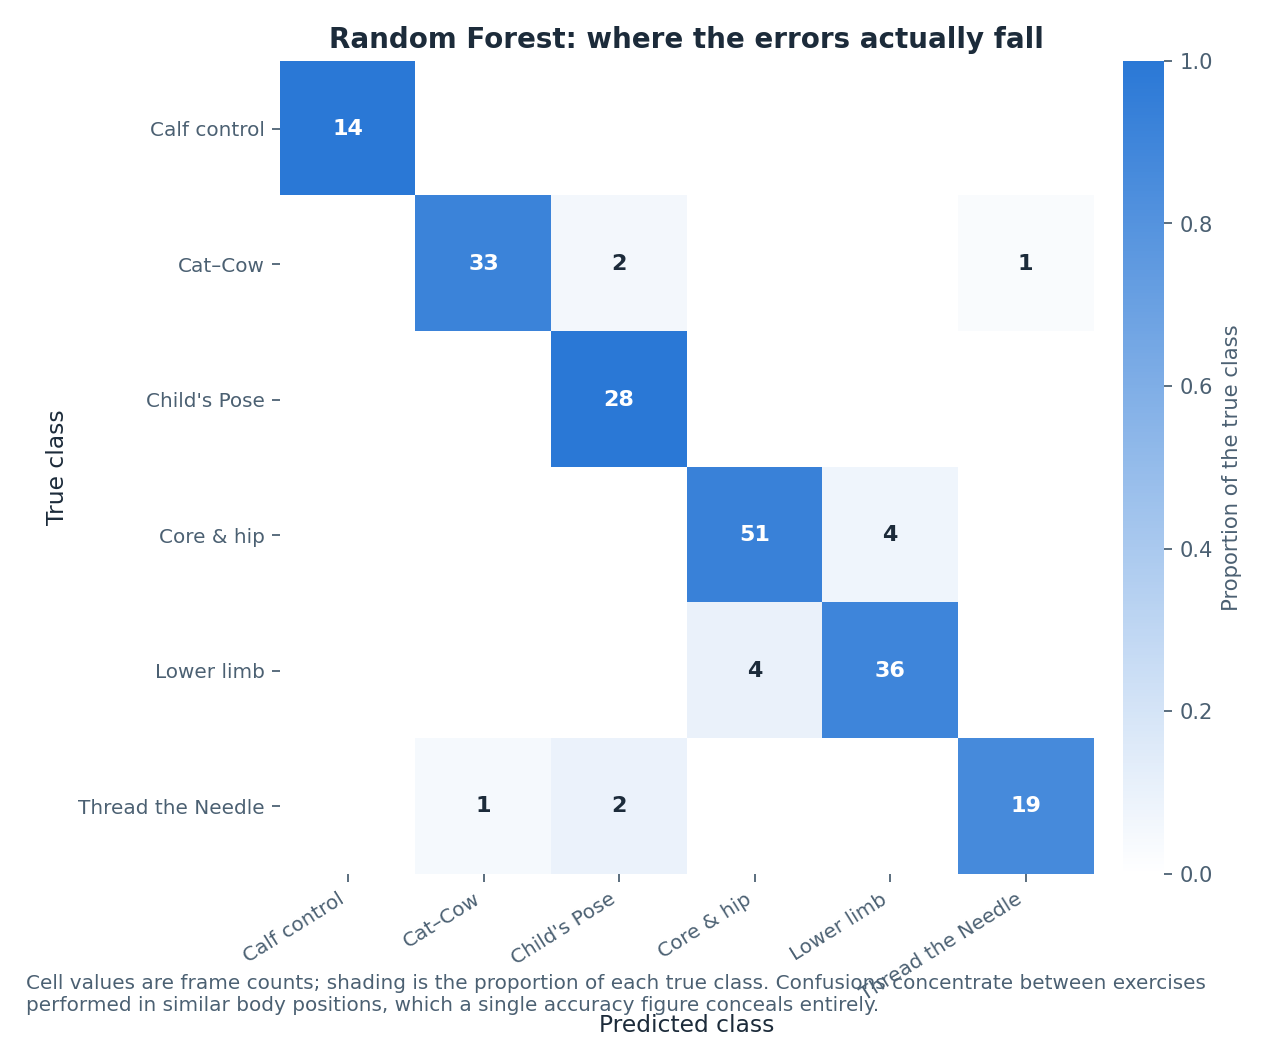 Random Forest: where the errors actually fall
Calf control
Cat–Cow
Child's Pose
Core & hip
Lower limb
Thread the Needle
True class
14
33 2 1
28
51 4
4 36
1 2 19
1.0
0.8
0.6
0.4
0.2
0.0
Proportion of the true class
Calf control
Cat–Cow
Child's Pose
Core & hip
Lower limb
Thread the Needle
Cell values are frame counts; shading is the proportion of each true class. Confusions concentrate between exercises
performed in similar body positions, which a single accuracy figure conceals entirely.
Predicted class